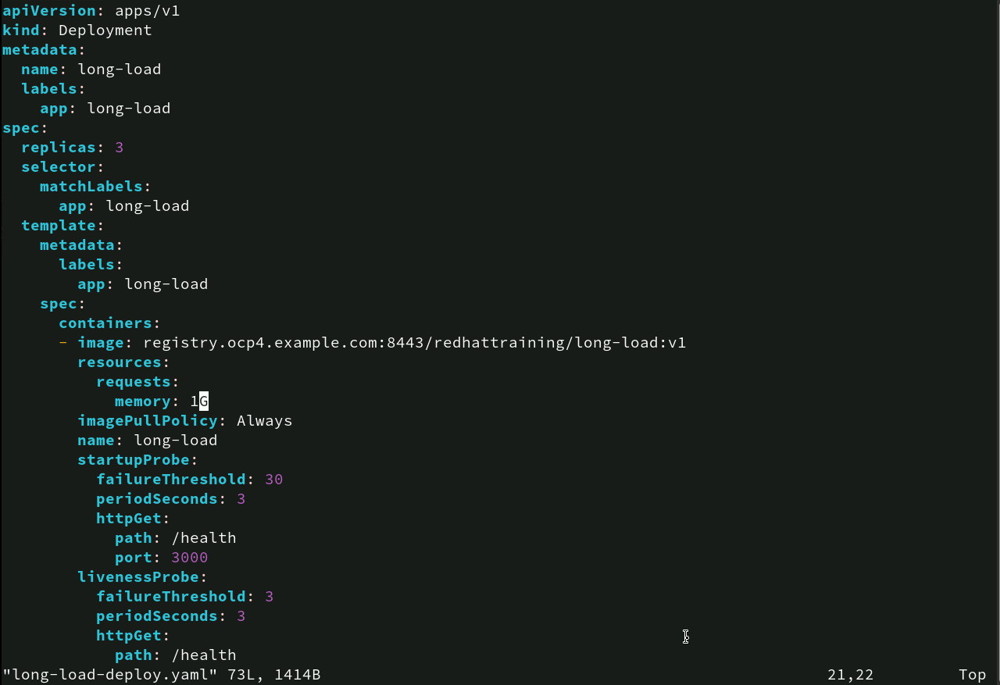 apiVersion: apps/v1
kind: Deployment
metadata:
  name: long-load
  labels:
    app: long-load
spec:
  replicas: 3
  selector:
    matchLabels:
      app: long-load
  template:
    metadata:
      labels:
        app: long-load
    spec:
      containers:
      - image: registry.ocp4.example.com:8443/redhattraining/long-load:v1
        resources:
          requests:
            memory: 1G
        imagePullPolicy: Always
        name: long-load
        startupProbe:
          failureThreshold: 30
          periodSeconds: 3
          httpGet:
            path: /health
            port: 3000
        livenessProbe:
          failureThreshold: 3
          periodSeconds: 3
          httpGet:
            path: /health
"long-load-deploy.yaml" 73L, 1414B 21,22 Top